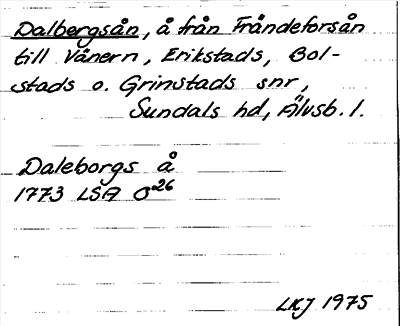 Dalbergsån, å från Frändeforsån
till Vänern, Erikstads, Bol-
stads o. Grinstads snr,
Sundals hd, Älvsb. l.
Daleborgs å
1773 LSA O²⁶
LKJ 1975